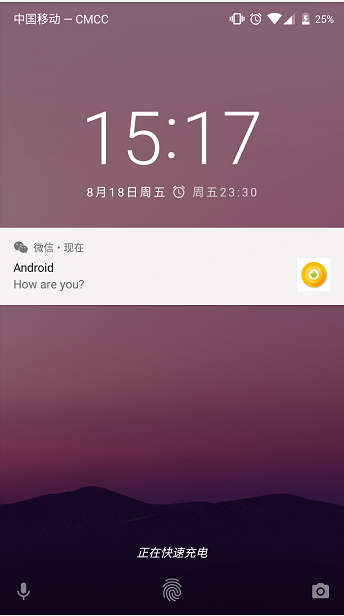 中国移动 — CMCC 25%
15:17
8月18日周五 周五23:30
微信 • 现在
Android
How are you?
正在快速充电